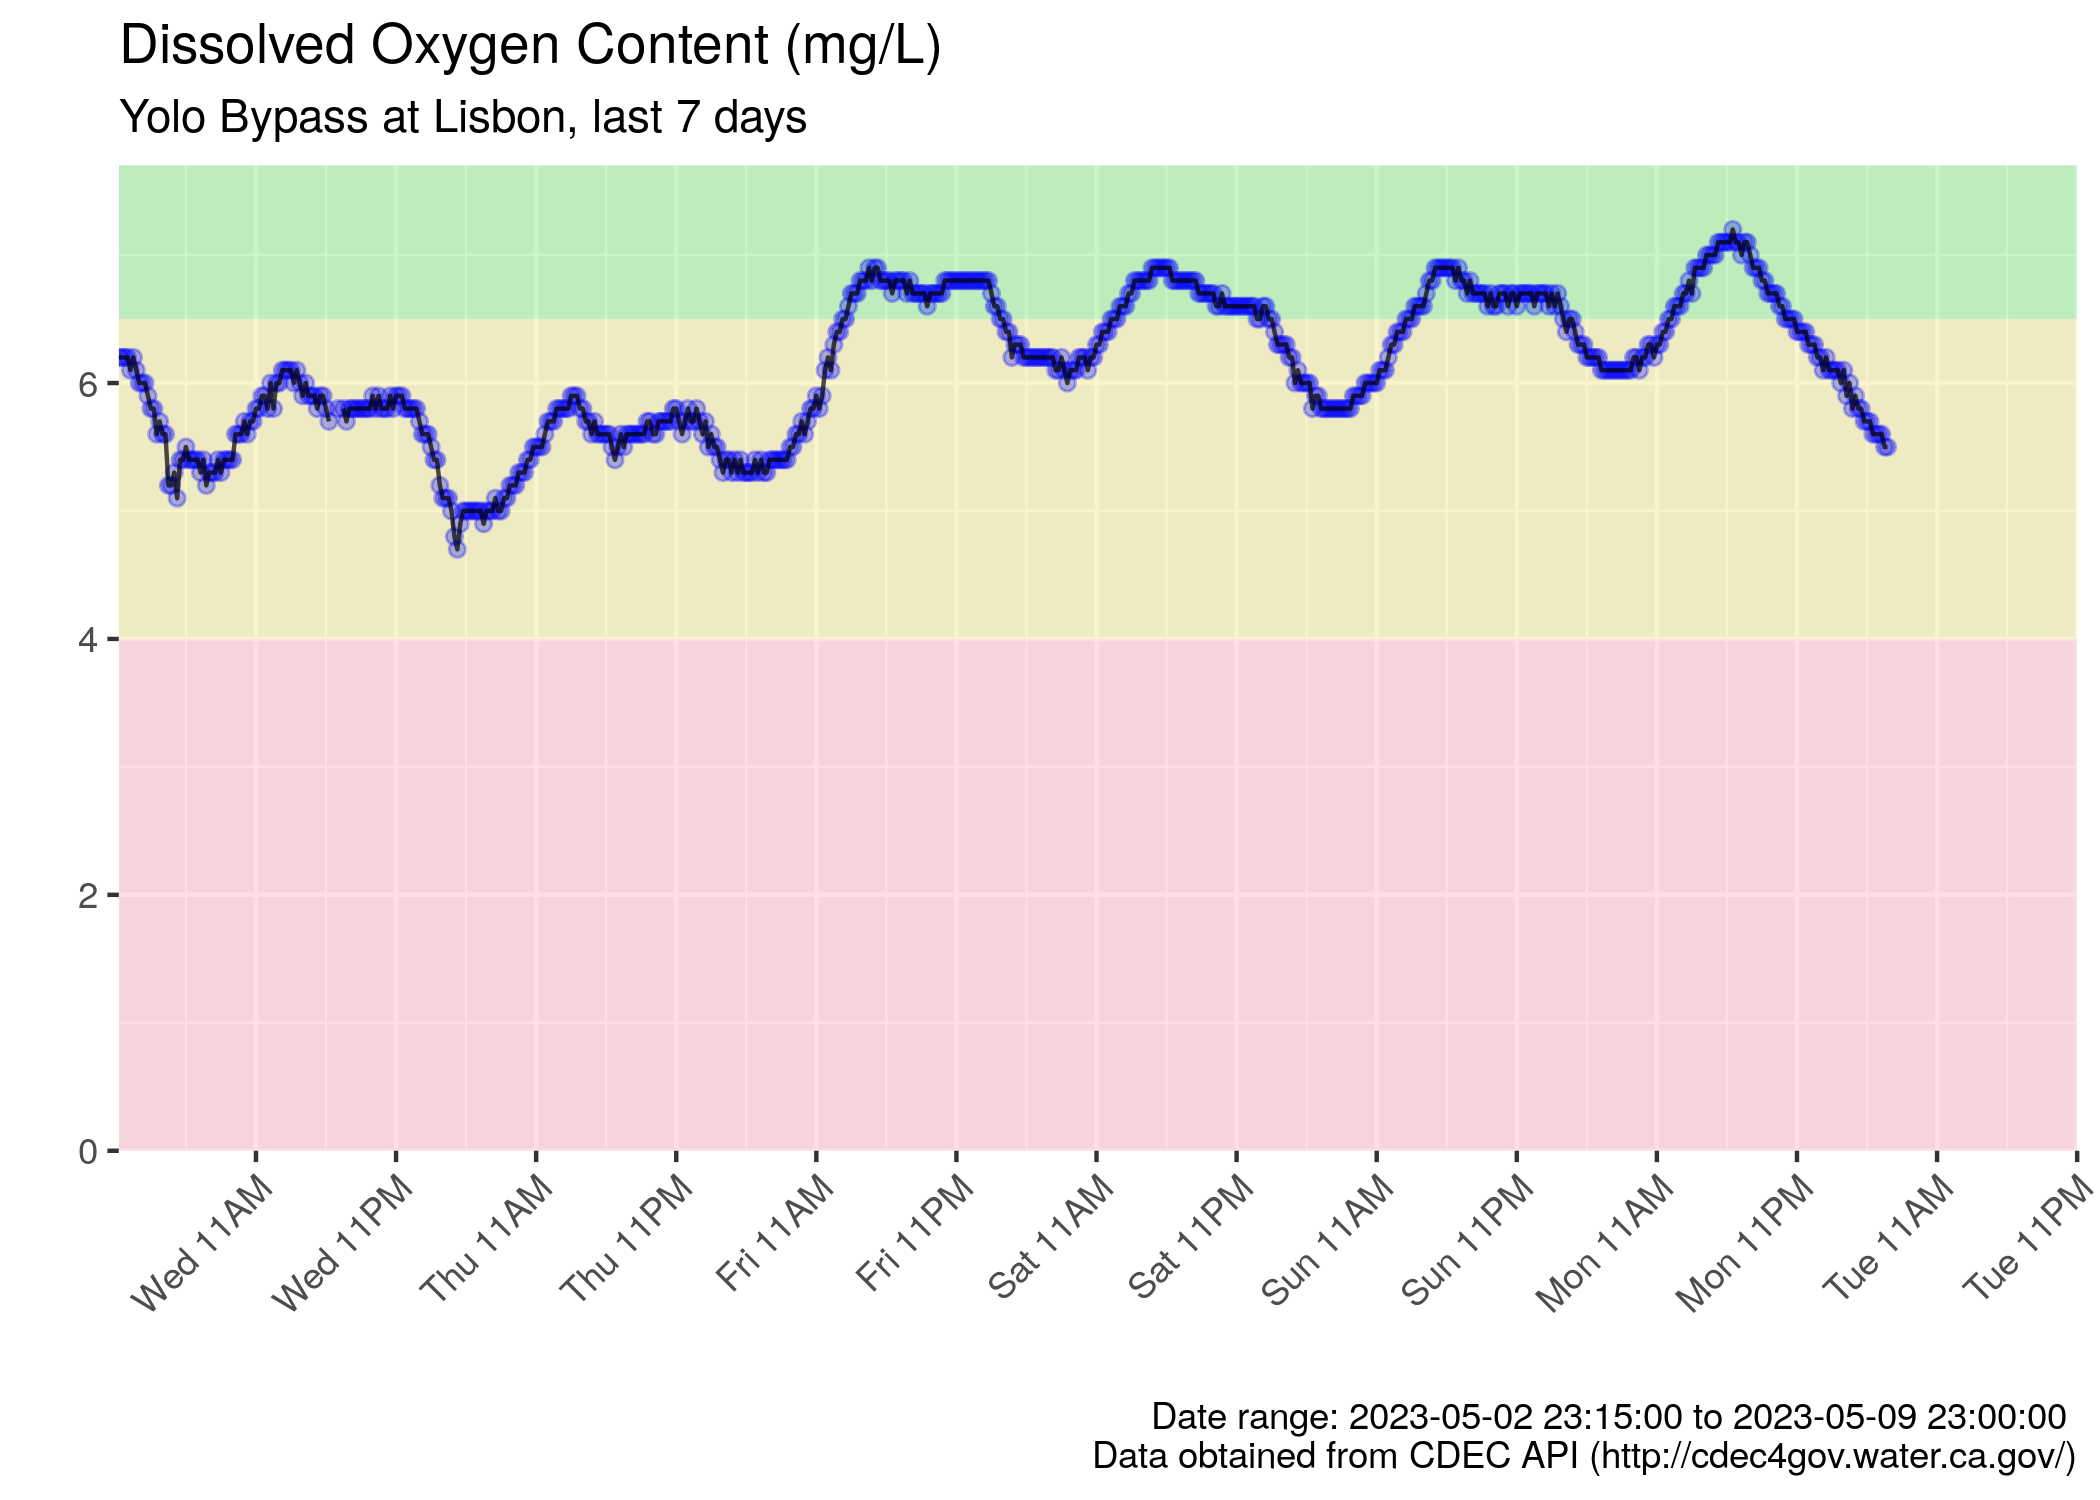 Dissolved Oxygen Content (mg/L)
Yolo Bypass at Lisbon, last 7 days
6
4
2
0
Wed 11AM
Wed 11PM
Thu 11AM
Thu 11PM
Fri 11AM
Fri 11PM
Sat 11AM
Sat 11PM
Sun 11AM
Sun 11PM
Mon 11AM
Mon 11PM
Tue 11AM
Tue 11PM
Date range: 2023-05-02 23:15:00 to 2023-05-09 23:00:00
Data obtained from CDEC API (http://cdec4gov.water.ca.gov/)